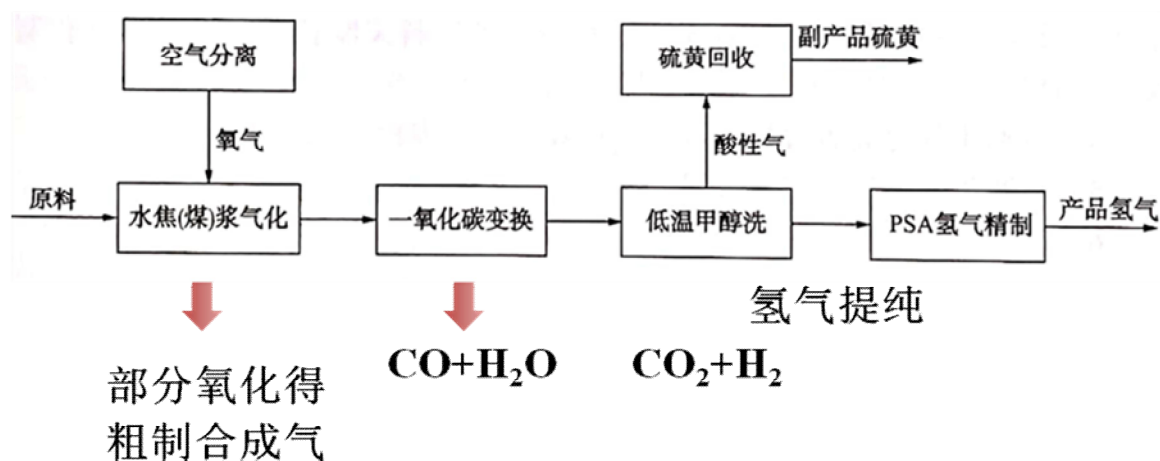 空气分离
硫黄回收
副产品硫黄
氧气
酸性气
原料
水焦(煤)浆气化
一氧化碳变换
低温甲醇洗
PSA氢气精制
产品氢气
氢气提纯
CO+H₂O
CO₂+H₂
部分氧化得
粗制合成气